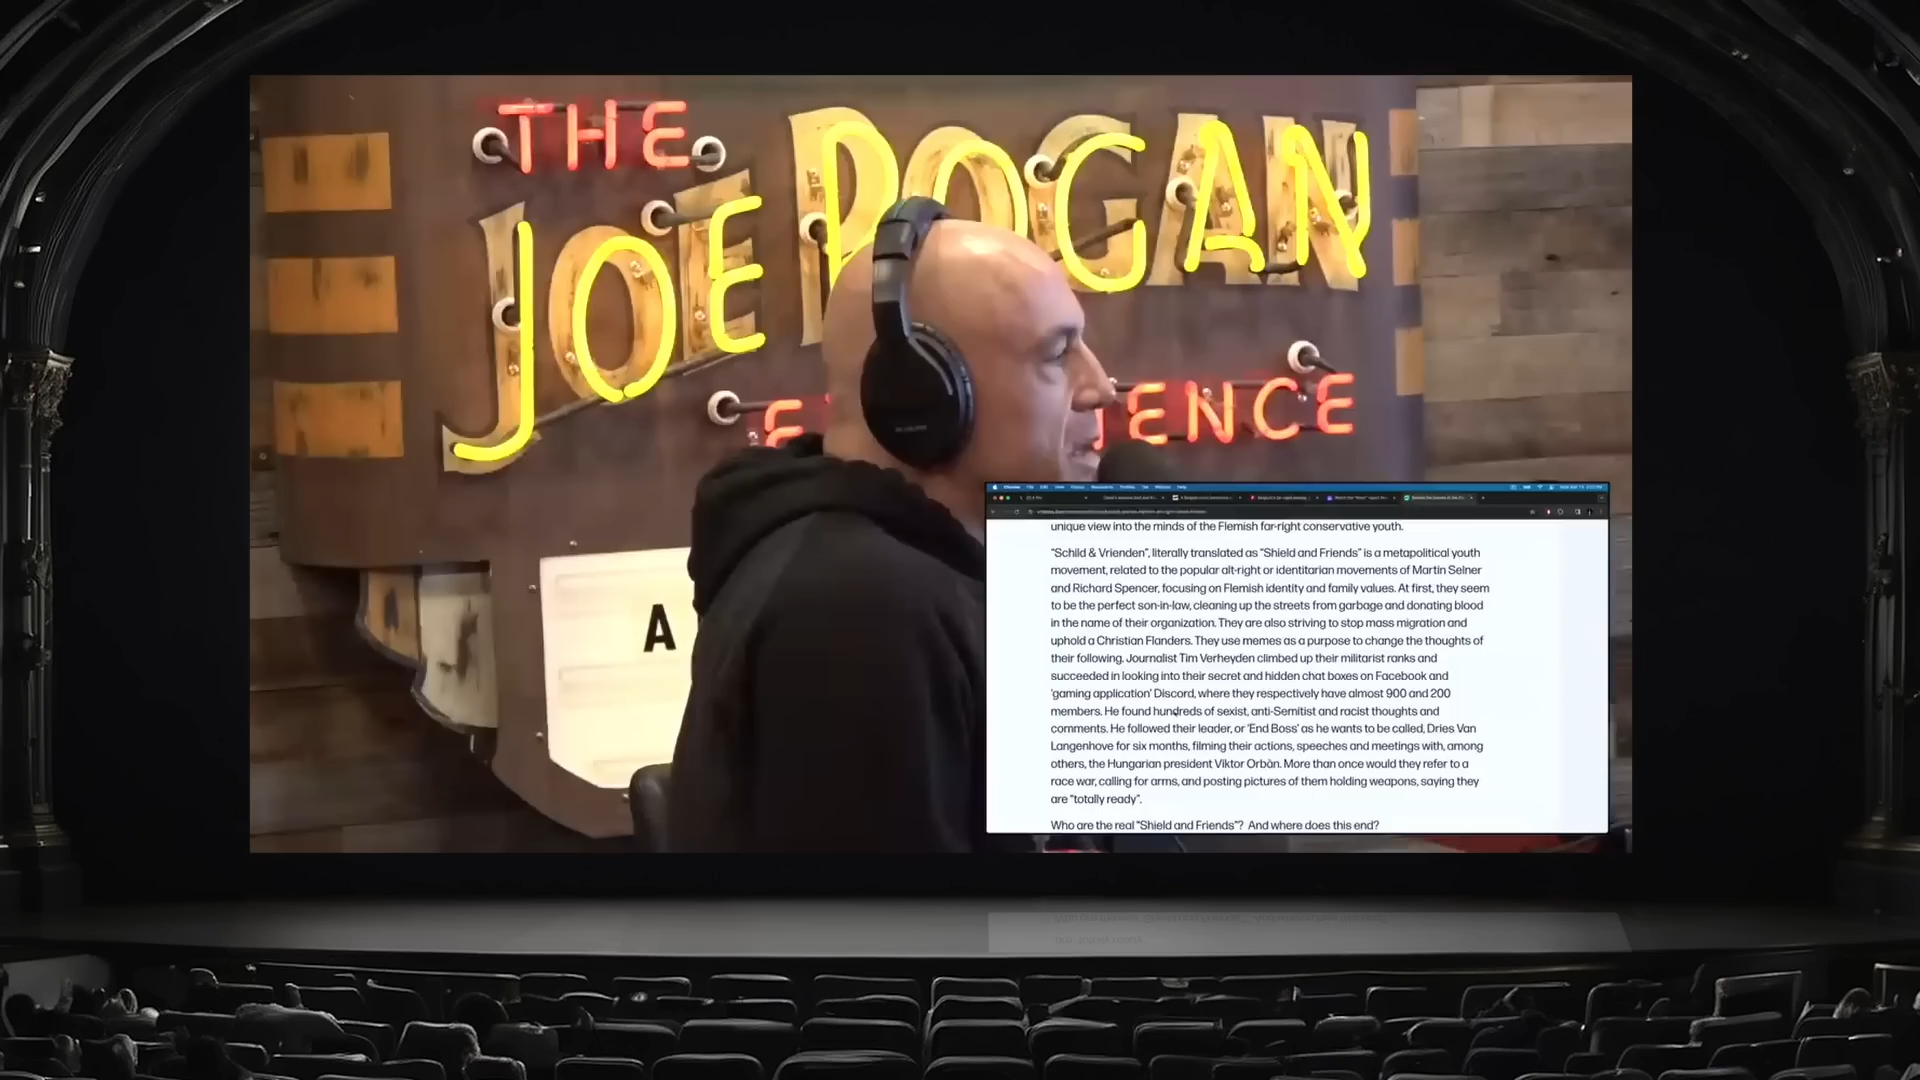 THE
JOE ROGAN
E ENCE
A
unique view into the minds of the Flemish far-right conservative youth.
"Schild & Vrienden", literally translated as "Shield and Friends" is a metapolitical youth
movement, related to the popular alt-right or identitarian movements of Martin Selner
and Richard Spencer, focusing on Flemish identity and family values. At first, they seem
to be the perfect son-in-law, cleaning up the streets from garbage and donating blood
in the name of their organization. They are also striving to stop mass migration and
uphold a Christian Flanders. They use memes as a purpose to change the thoughts of
their following. Journalist Tim Verheyden climbed up their militarist ranks and
succeeded in looking into their secret and hidden chat boxes on Facebook and
'gaming application' Discord, where they respectively have almost 900 and 200
members. He found hundreds of sexist, anti-Semitist and racist thoughts and
comments. He followed their leader, or 'End Boss' as he wants to be called, Dries Van
Langenhove for six months, filming their actions, speeches and meetings with, among
others, the Hungarian president Viktor Orbàn. More than once would they refer to a
race war, calling for arms, and posting pictures of them holding weapons, saying they
are "totally ready".
Who are the real "Shield and Friends"? And where does this end?